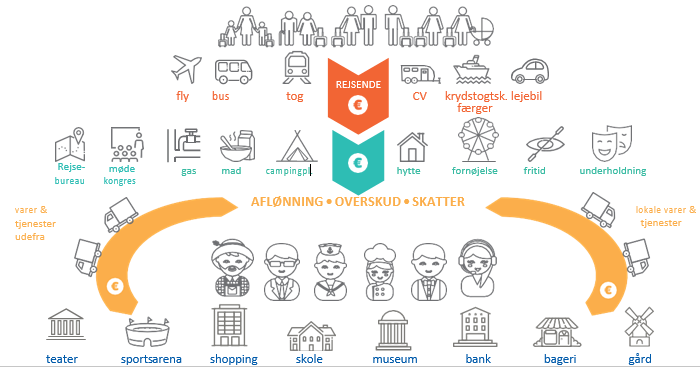 REJSENDE
€
fly bus tog CV krydstogtsk. lejebil
færger
€
Rejse-
bureau
møde
kongres
gas mad campingpl hytte fornøjelse fritid underholdning
AFLØNNING • OVERSKUD • SKATTER
varer &
tjenester
udefra
lokale varer &
tjenester
€
€
teater sportsarena shopping skole museum bank bageri gård